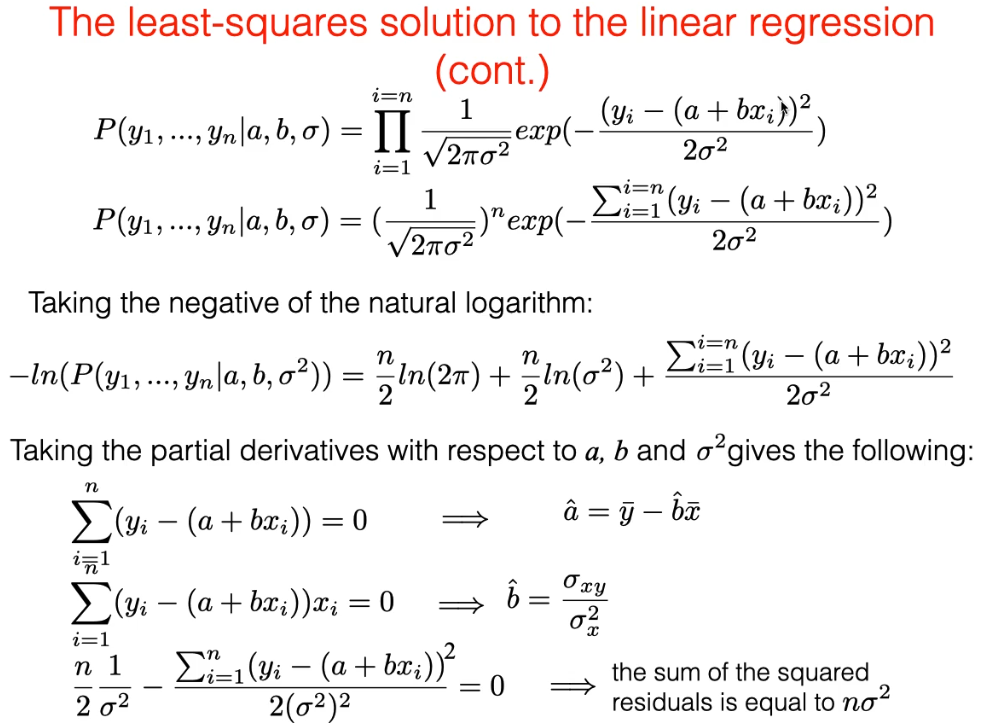 The least-squares solution to the linear regression
(cont.)
$P(y_1, ..., y_n|a, b, \sigma) = \prod_{i=1}^{i=n} \frac{1}{\sqrt{2\pi\sigma^2}} exp(-\frac{(y_i - (a + bx_i))^2}{2\sigma^2})$
$P(y_1, ..., y_n|a, b, \sigma) = (\frac{1}{\sqrt{2\pi\sigma^2}})^n exp(-\frac{\sum_{i=1}^{i=n}(y_i - (a + bx_i))^2}{2\sigma^2})$
Taking the negative of the natural logarithm:
$-ln(P(y_1, ..., y_n|a, b, \sigma^2)) = \frac{n}{2}ln(2\pi) + \frac{n}{2}ln(\sigma^2) + \frac{\sum_{i=1}^{i=n}(y_i - (a + bx_i))^2}{2\sigma^2}$
Taking the partial derivatives with respect to a, b and $\sigma^2$gives the following:
$\sum_{i=1}^{n}(y_i - (a + bx_i)) = 0 \implies \hat{a} = \bar{y} - \hat{b}\bar{x}$
$\sum_{i=1}^{n}(y_i - (a + bx_i))x_i = 0 \implies \hat{b} = \frac{\sigma_{xy}}{\sigma_x^2}$
$\frac{n}{2}\frac{1}{\sigma^2} - \frac{\sum_{i=1}^{n}(y_i - (a + bx_i))^2}{2(\sigma^2)^2} = 0 \implies$ the sum of the squared
residuals is equal to $n\sigma^2$